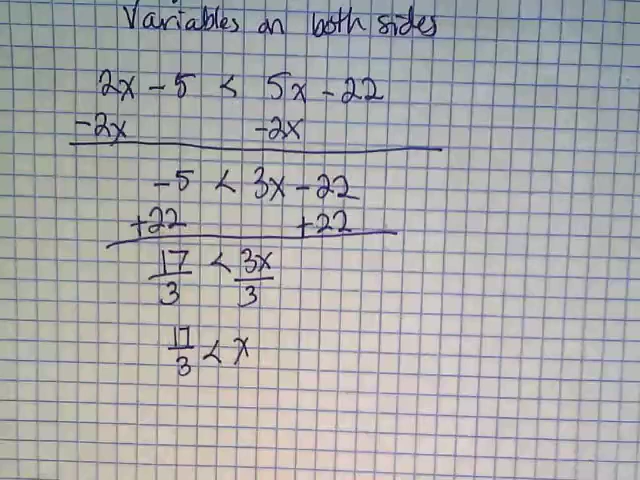 Variables on both sides
2x - 5 < 5x - 22
-2x -2x
-5 < 3x - 22
+22 +22
17/3 < 3x/3
17/3 < x